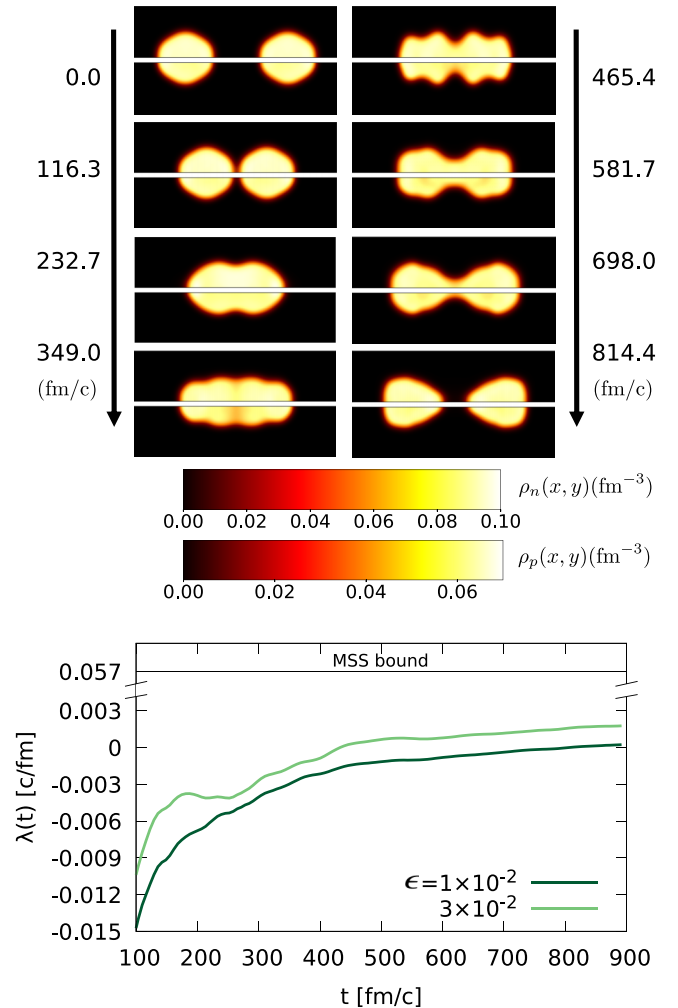 0.0
116.3
232.7
349.0
(fm/c)
465.4
581.7
698.0
814.4
(fm/c)
0.00 0.02 0.04 0.06 0.08 0.10
ρn(x, y)(fm⁻³)
0.00 0.02 0.04 0.06
ρp(x, y)(fm⁻³)
MSS bound
0.057
0.003
0
-0.003
-0.006
-0.009
-0.012
-0.015
λ(t) [c/fm]
ϵ=1×10⁻²
3×10⁻²
100 200 300 400 500 600 700 800 900
t [fm/c]